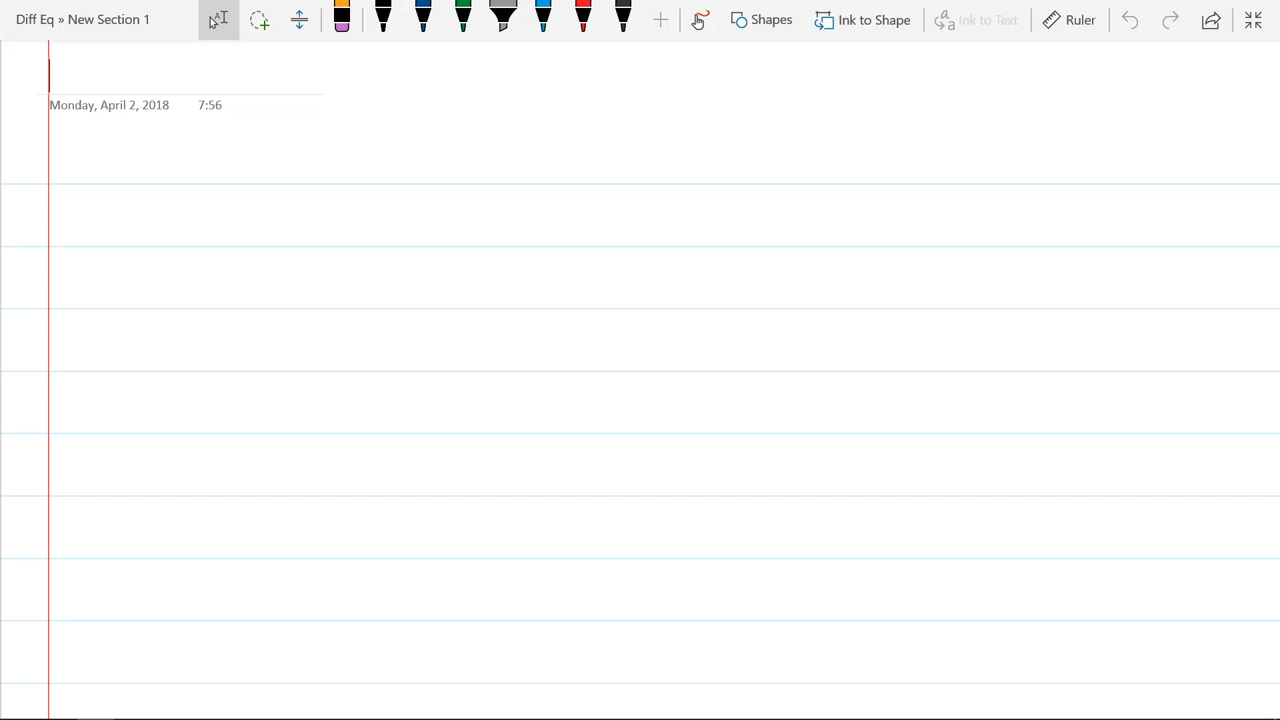 Diff Eq » New Section 1 Shapes Ink to Shape Ink to Text Ruler
Monday, April 2, 2018 7:56